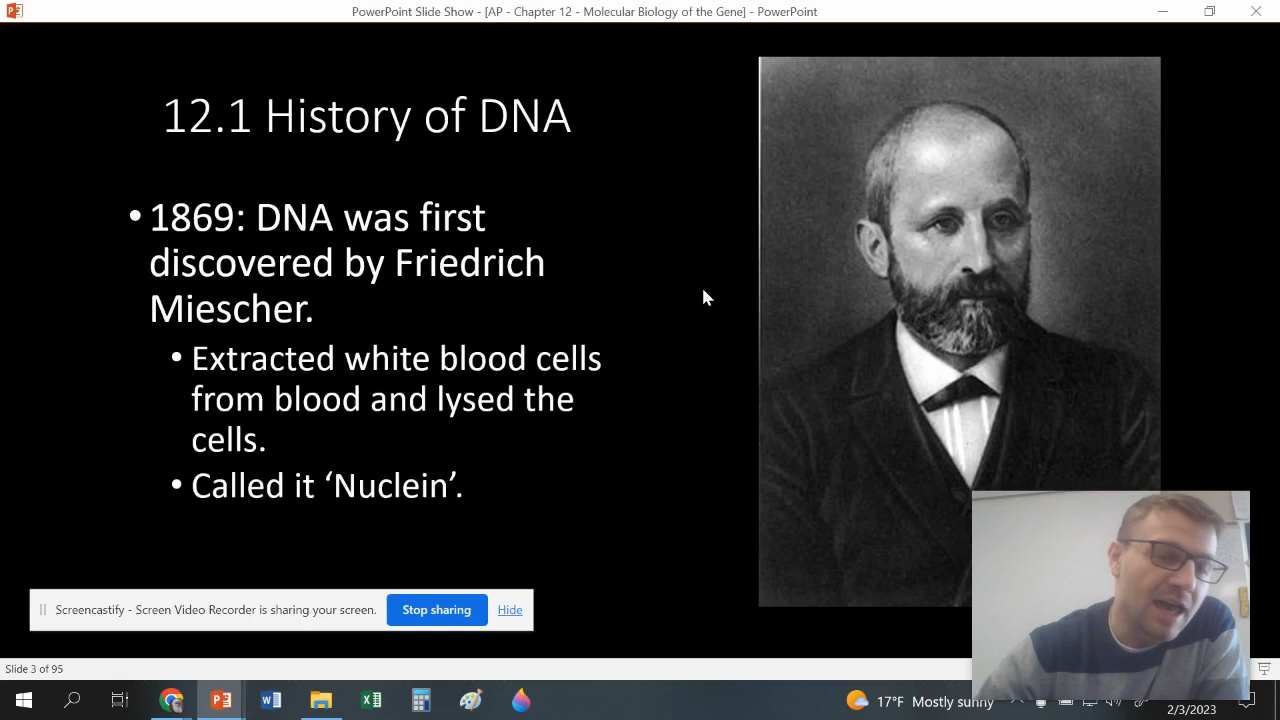 PowerPoint Slide Show - [AP - Chapter 12 - Molecular Biology of the Gene] - PowerPoint
12.1 History of DNA
• 1869: DNA was first
discovered by Friedrich
Miescher.
• Extracted white blood cells
from blood and lysed the
cells.
• Called it ‘Nuclein’.
Screencastify - Screen Video Recorder is sharing your screen.
Stop sharing
Hide
Slide 3 of 95
17°F Mostly sunny
2/3/2023